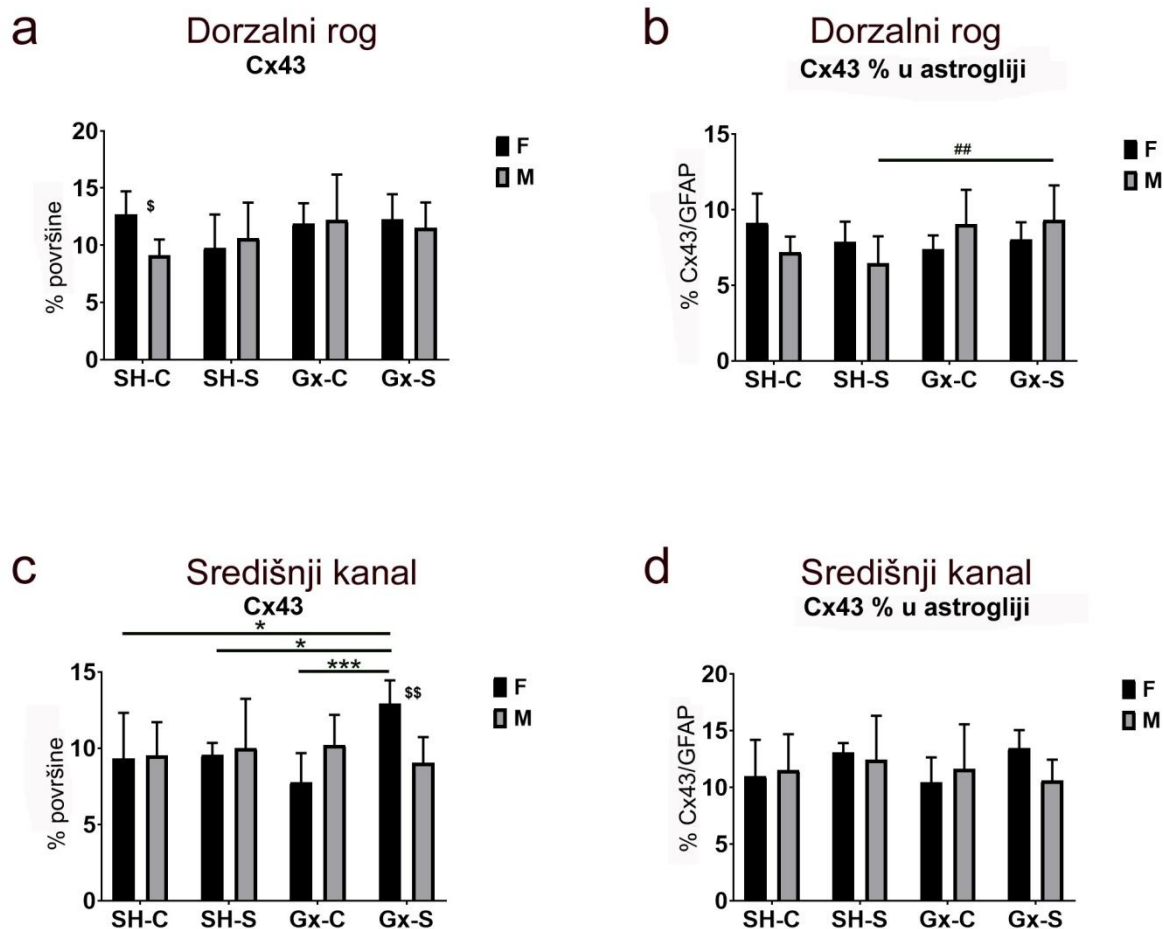 a
Dorzalni rog
Cx43
% površine
20
15
10
5
0
SH-C SH-S Gx-C Gx-S
$
F
M
b
Dorzalni rog
Cx43 % u astrogliji
% Cx43/GFAP
15
10
5
0
SH-C SH-S Gx-C Gx-S
##
F
M
c
Središnji kanal
Cx43
*
*
***
$$
% površine
15
10
5
0
SH-C SH-S Gx-C Gx-S
F
M
d
Središnji kanal
Cx43 % u astrogliji
% Cx43/GFAP
20
15
10
5
0
SH-C SH-S Gx-C Gx-S
F
M